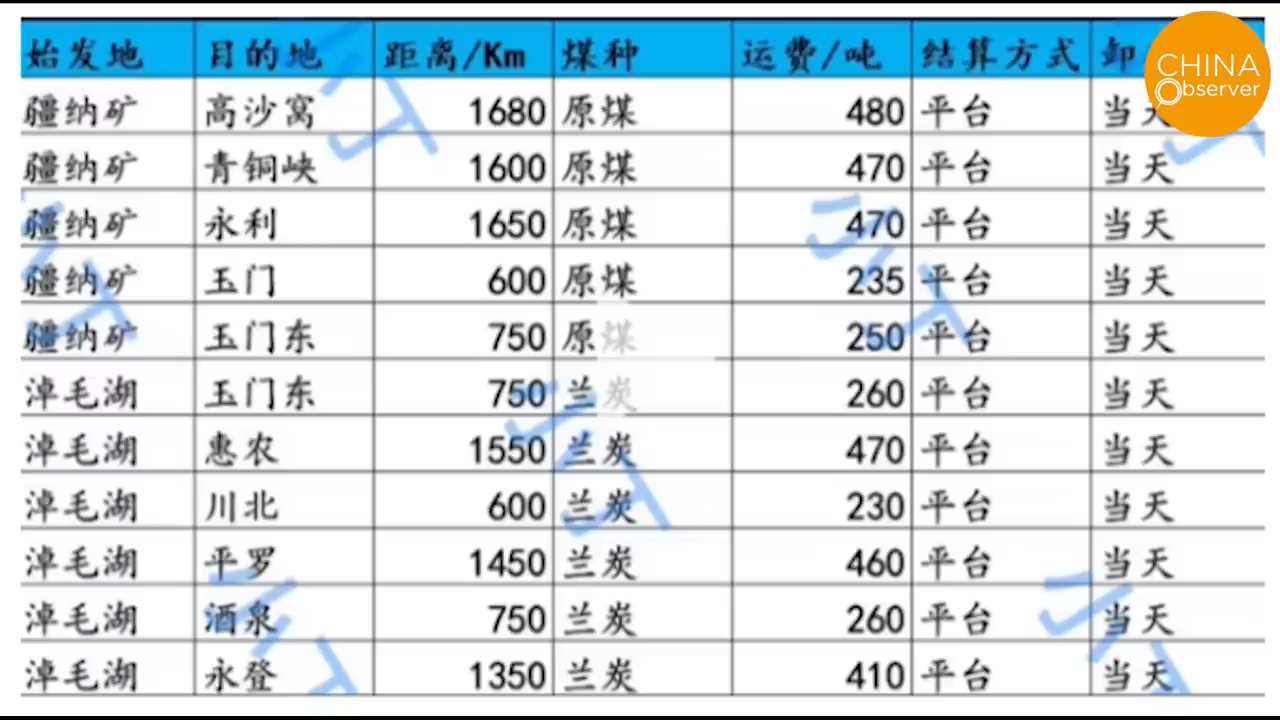 始发地 目的地 距离/Km 煤种 运费/吨 结算方式 卸
疆纳矿 高沙窝 1680 原煤 480 平台 当天
疆纳矿 青铜峡 1600 原煤 470 平台 当天
疆纳矿 永利 1650 原煤 470 平台 当天
疆纳矿 玉门 600 原煤 235 平台 当天
疆纳矿 玉门东 750 原煤 250 平台 当天
淖毛湖 玉门东 750 兰炭 260 平台 当天
淖毛湖 惠农 1550 兰炭 470 平台 当天
淖毛湖 川北 600 兰炭 230 平台 当天
淖毛湖 平罗 1450 兰炭 460 平台 当天
淖毛湖 酒泉 750 兰炭 260 平台 当天
淖毛湖 永登 1350 兰炭 410 平台 当天
CHINA
Observer